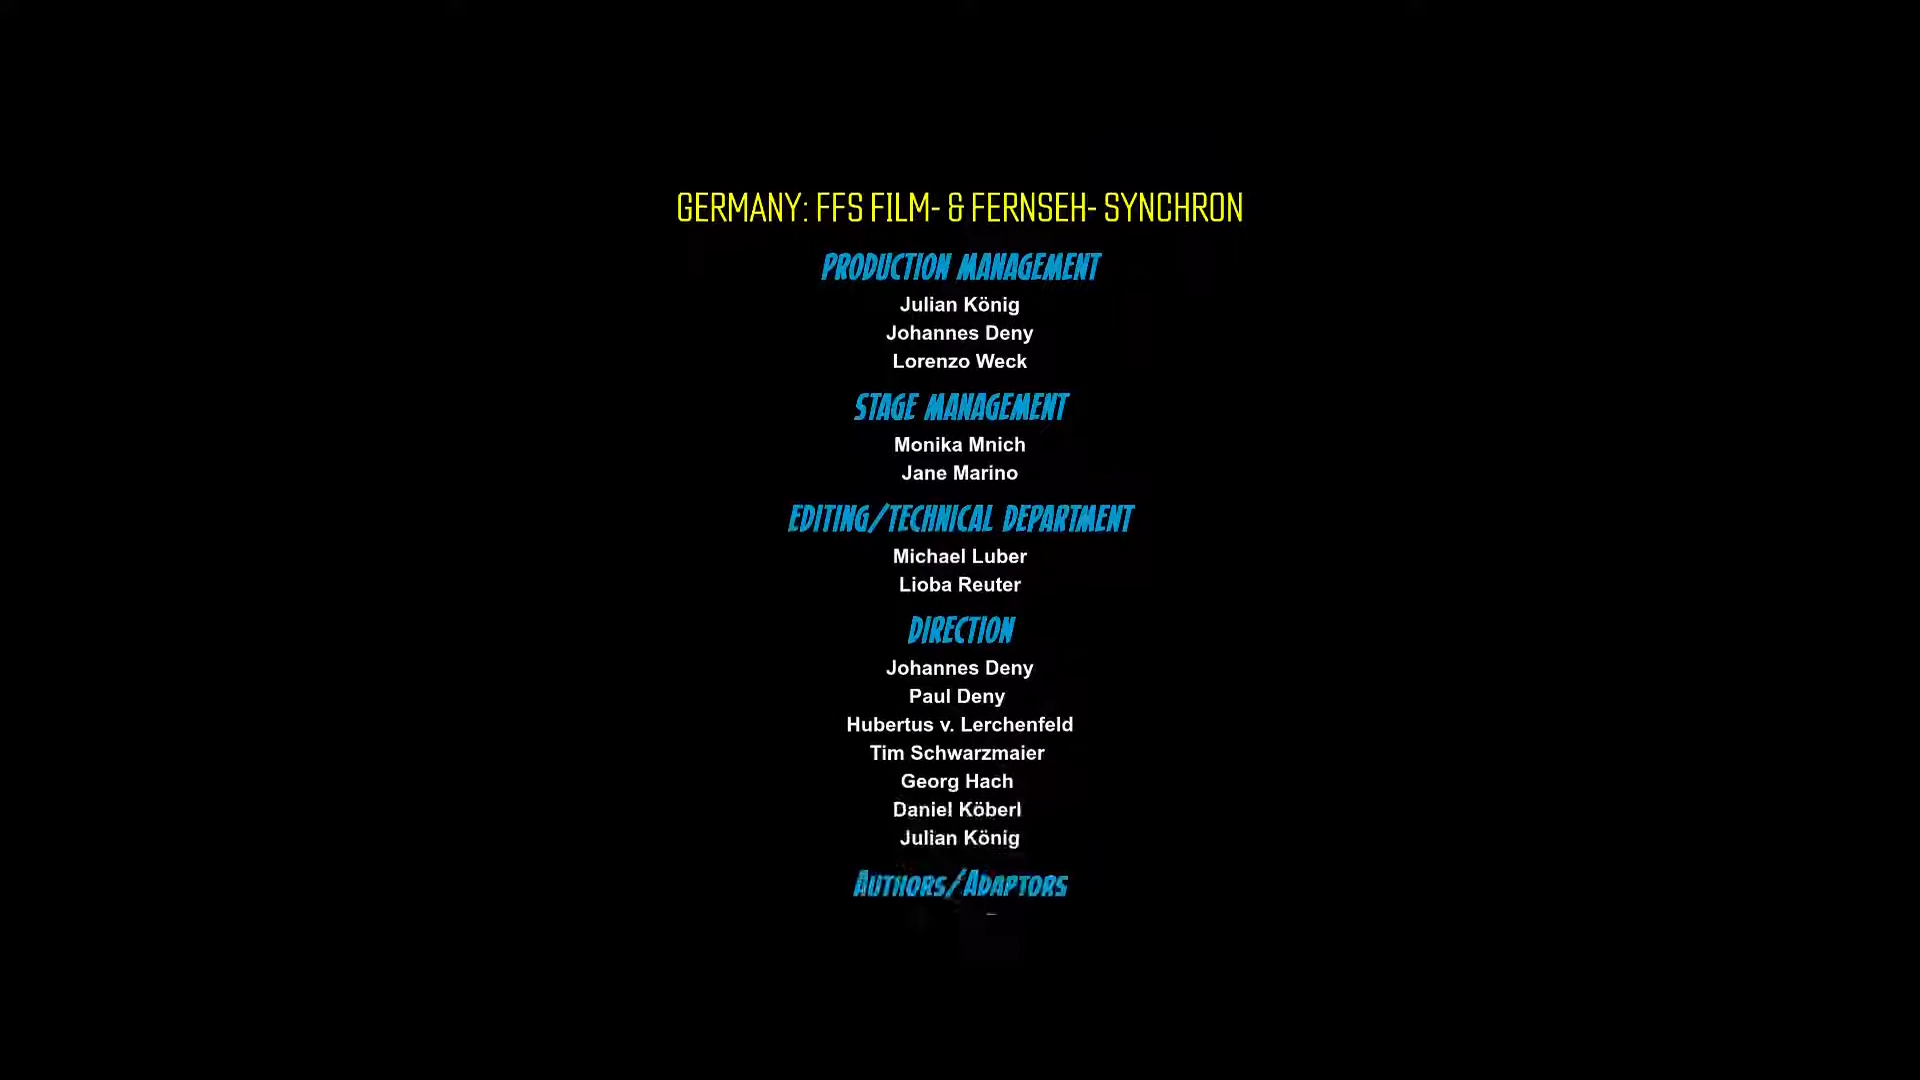 GERMANY: FFS FILM- & FERNSEH- SYNCHRON
PRODUCTION MANAGEMENT
Julian König
Johannes Deny
Lorenzo Weck
STAGE MANAGEMENT
Monika Mnich
Jane Marino
EDITING/TECHNICAL DEPARTMENT
Michael Luber
Lioba Reuter
DIRECTION
Johannes Deny
Paul Deny
Hubertus v. Lerchenfeld
Tim Schwarzmaier
Georg Hach
Daniel Köberl
Julian König
AUTHORS/ADAPTORS